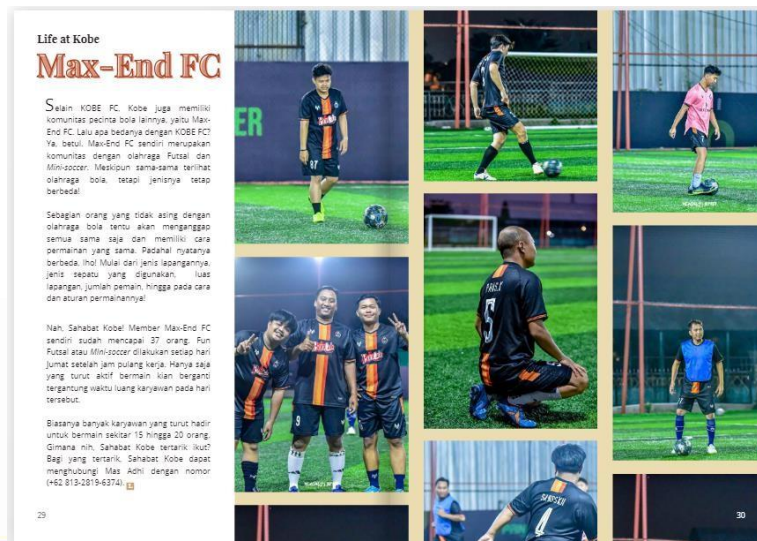 Life at Kobe
Max-End FC
Selain KOBE FC, Kobe juga memiliki
komunitas pecinta bola lainnya, yaitu Max-
End FC. Lalu apa bedanya dengan KOBE FC?
Ya, betul. Max-End FC sendiri merupakan
komunitas dengan olahraga Futsal dan
Mini-soccer. Meskipun sama-sama terlihat
olahraga bola, tetapi jenisnya tetap
berbeda!
Sebagian orang yang tidak asing dengan
olahraga bola tentu akan menganggap
semua sama saja dan memiliki cara
permainan yang sama. Padahal nyatanya
berbeda, lho! Mulai dari jenis lapangannya,
jenis sepatu yang digunakan, luas
lapangan, jumlah pemain, hingga pada cara
dan aturan permainannya!
Nah, Sahabat Kobe! Member Max-End FC
sendiri sudah mencapai 37 orang. Fun
Futsal atau Mini-soccer dilakukan setiap hari
Jumat setelah jam pulang kerja. Hanya saja
yang turut aktif bermain kian berganti
tergantung waktu luang karyawan pada hari
tersebut.
Biasanya banyak karyawan yang turut hadir
untuk bermain sekitar 15 hingga 20 orang.
Gimana nih, Sahabat Kobe tertarik ikut?
Bagi yang tertarik, Sahabat Kobe dapat
menghubungi Mas Adhi dengan nomor
(+62 813-2819-6374).
29
ER
87
9
5
4
30